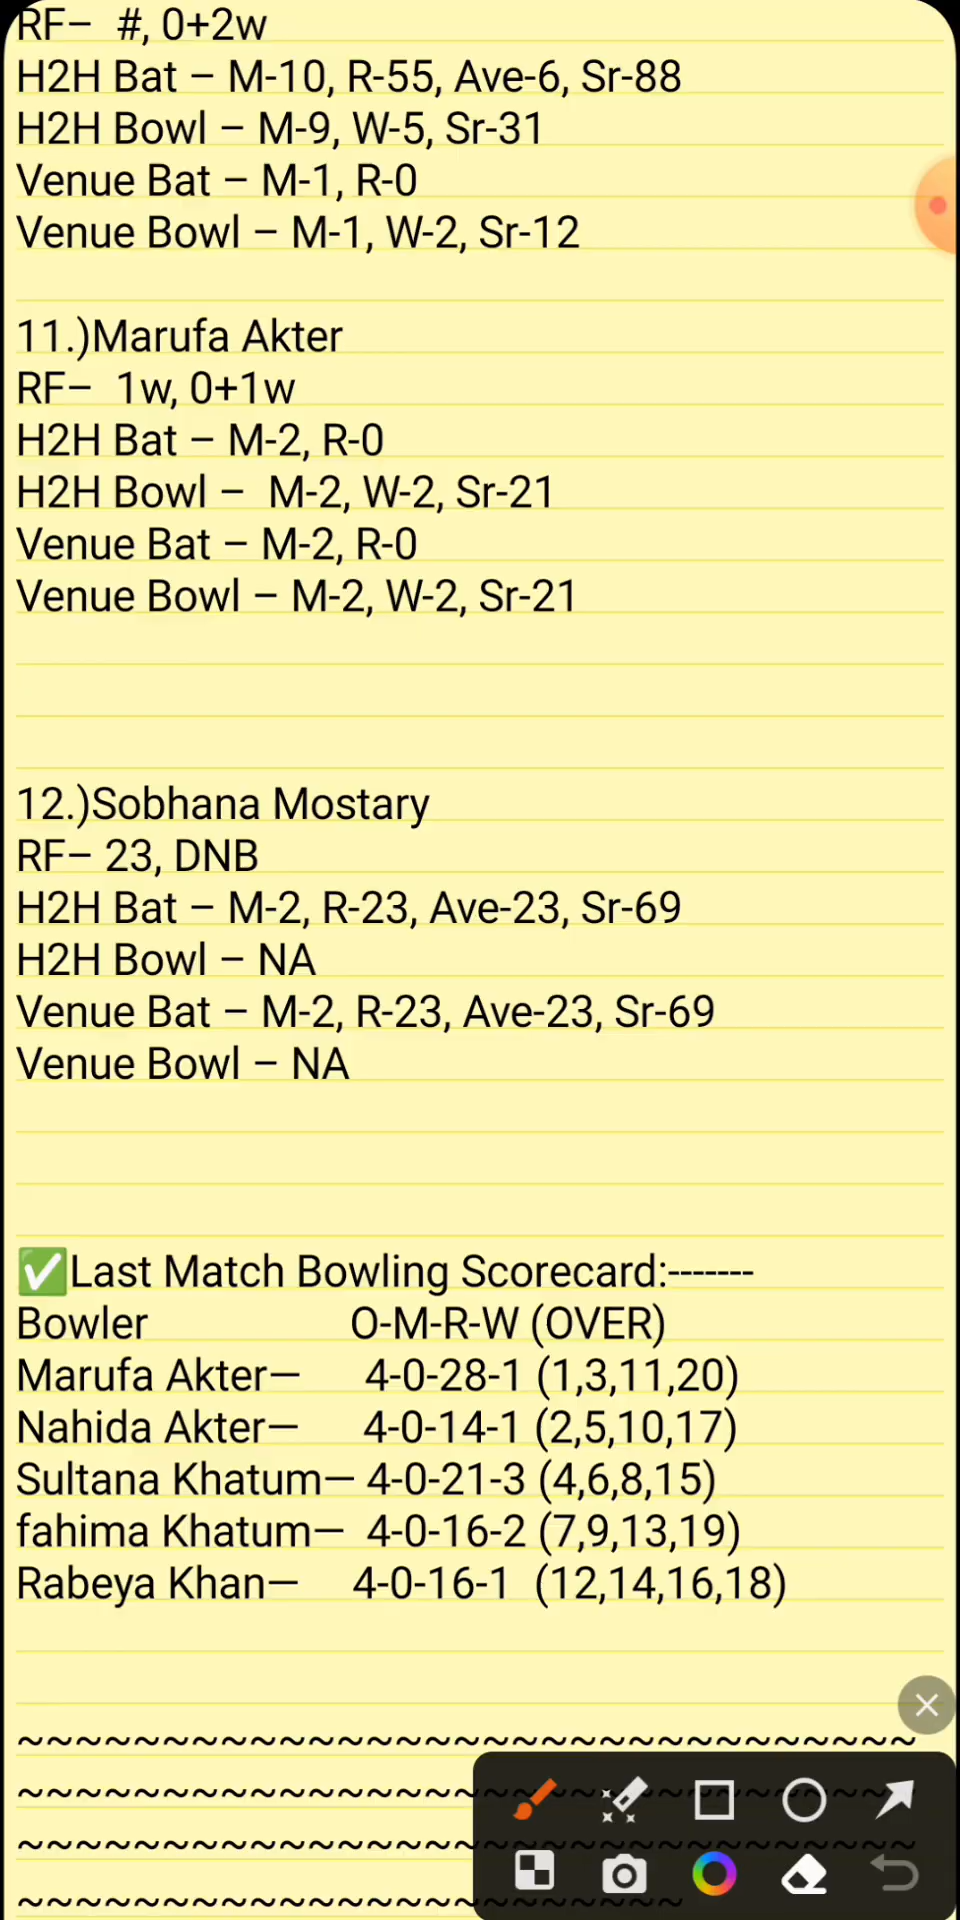 RF–  #, 0+2w
H2H Bat – M-10, R-55, Ave-6, Sr-88
H2H Bowl – M-9, W-5, Sr-31
Venue Bat – M-1, R-0
Venue Bowl – M-1, W-2, Sr-12
11.)Marufa Akter
RF–  1w, 0+1w
H2H Bat – M-2, R-0
H2H Bowl –  M-2, W-2, Sr-21
Venue Bat – M-2, R-0
Venue Bowl – M-2, W-2, Sr-21
12.)Sobhana Mostary
RF– 23, DNB
H2H Bat – M-2, R-23, Ave-23, Sr-69
H2H Bowl – NA
Venue Bat – M-2, R-23, Ave-23, Sr-69
Venue Bowl – NA
✅Last Match Bowling Scorecard:-------
Bowler O-M-R-W (OVER)
Marufa Akter— 4-0-28-1 (1,3,11,20)
Nahida Akter— 4-0-14-1 (2,5,10,17)
Sultana Khatum— 4-0-21-3 (4,6,8,15)
fahima Khatum— 4-0-16-2 (7,9,13,19)
Rabeya Khan— 4-0-16-1 (12,14,16,18)
~~~~~~~~~~~~~~~~~~~~~~~~~~~~~~~
~~~~~~~~~~~~~~~~~~~~~~~~~~~~~~~
~~~~~~~~~~~~~~~~~~~~~~~~~~~~~~~
~~~~~~~~~~~~~~~~~~~~~~~